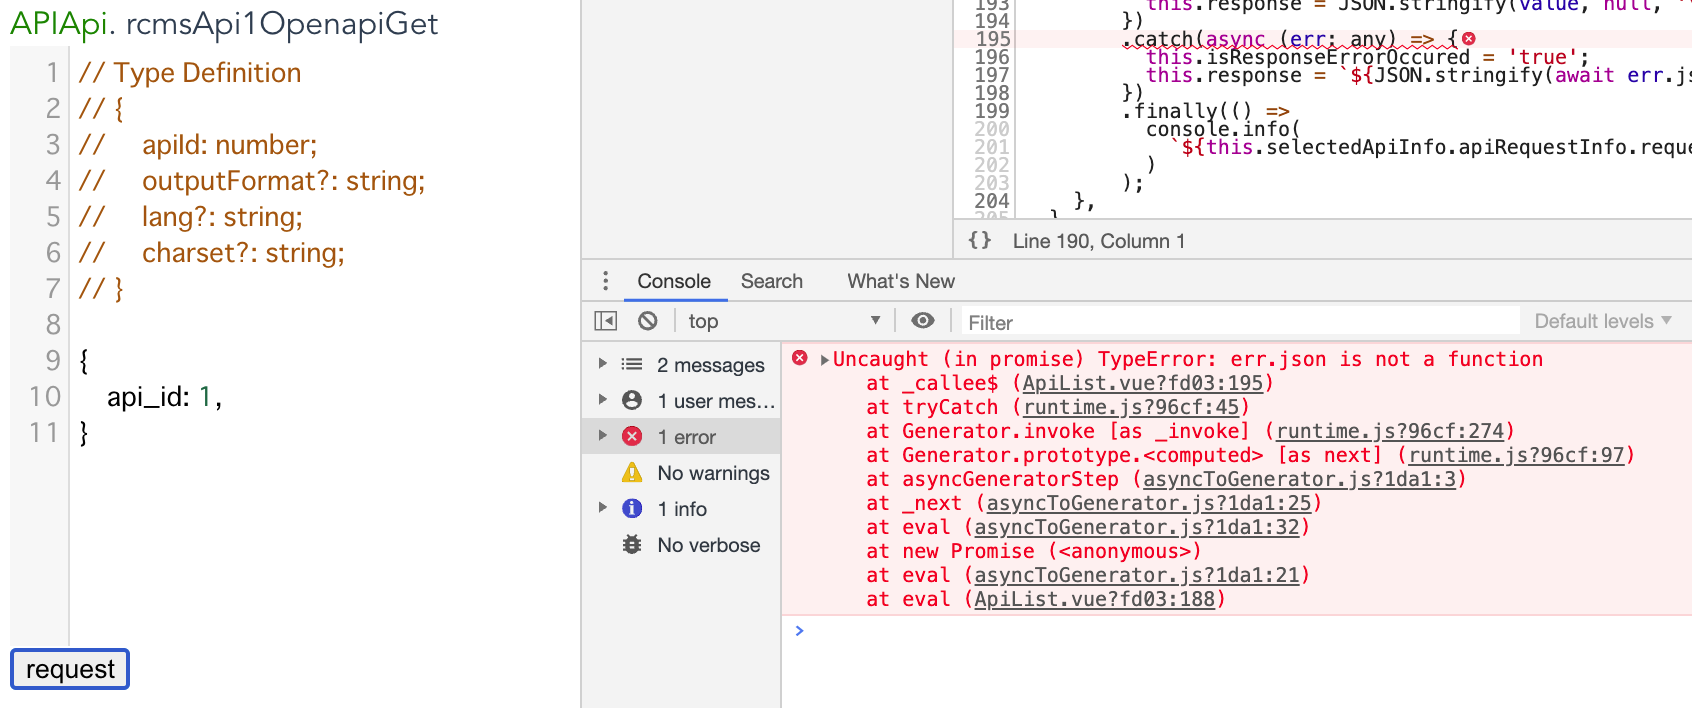 APIApi. rcmsApi1OpenapiGet
1 // Type Definition
2 // {
3 //     apiId: number;
4 //     outputFormat?: string;
5 //     lang?: string;
6 //     charset?: string;
7 // }
8
9 {
10     api_id: 1,
11 }
request
193 this.response = JSON.stringify(value, null,
194 })
195 .catch(async (err: any) => {
196 this.isResponseErrorOccured = 'true';
197 this.response = `${JSON.stringify(await err.js
198 })
199 .finally(() =>
200 console.info(
201 `${this.selectedApiInfo.apiRequestInfo.reque
202 )
203 );
204 },
205 }
{} Line 190, Column 1
Console Search What's New
top Filter Default levels
2 messages
1 user mes...
1 error
No warnings
1 info
No verbose
Uncaught (in promise) TypeError: err.json is not a function
at _callee$ (ApiList.vue?fd03:195)
at tryCatch (runtime.js?96cf:45)
at Generator.invoke [as _invoke] (runtime.js?96cf:274)
at Generator.prototype.<computed> [as next] (runtime.js?96cf:97)
at asyncGeneratorStep (asyncToGenerator.js?1da1:3)
at _next (asyncToGenerator.js?1da1:25)
at eval (asyncToGenerator.js?1da1:32)
at new Promise (<anonymous>)
at eval (asyncToGenerator.js?1da1:21)
at eval (ApiList.vue?fd03:188)
>